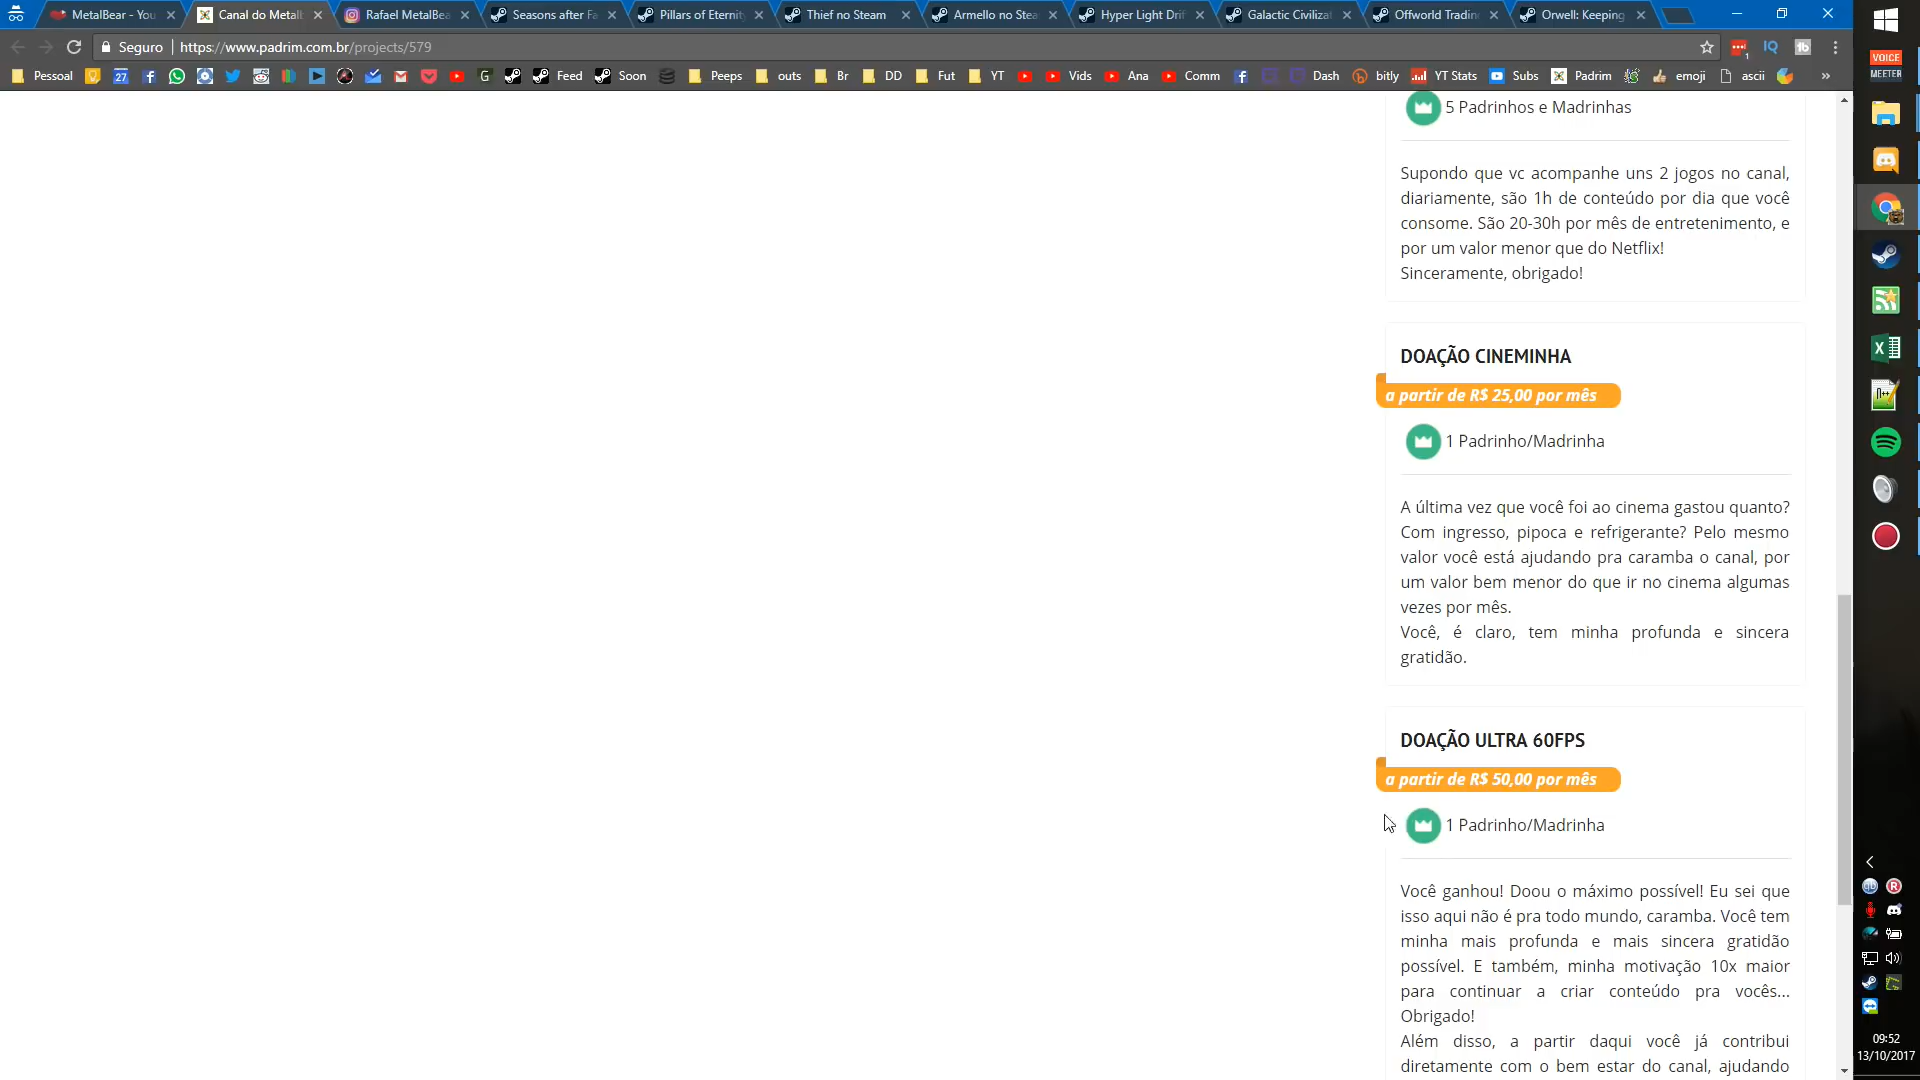 MetalBear - You
Canal do Metal
Rafael MetalBea
Seasons after Fa
Pillars of Eternit
Thief no Steam
Armello no Stea
Hyper Light Drif
Galactic Civilizat
Offworld Tradin
Orwell: Keeping
Seguro
https://www.padrim.com.br/projects/579
Pessoal
27
G
Feed
Soon
Peeps
outs
Br
DD
Fut
YT
Vids
Ana
Comm
Dash
bitly
YT Stats
Subs
Padrim
emoji
ascii
»
5 Padrinhos e Madrinhas
Supondo que vc acompanhe uns 2 jogos no canal,
diariamente, são 1h de conteúdo por dia que você
consome. São 20-30h por mês de entretenimento, e
por um valor menor que do Netflix!
Sinceramente, obrigado!
DOAÇÃO CINEMINHA
a partir de R$ 25,00 por mês
1 Padrinho/Madrinha
A última vez que você foi ao cinema gastou quanto?
Com ingresso, pipoca e refrigerante? Pelo mesmo
valor você está ajudando pra caramba o canal, por
um valor bem menor do que ir no cinema algumas
vezes por mês.
Você, é claro, tem minha profunda e sincera
gratidão.
DOAÇÃO ULTRA 60FPS
a partir de R$ 50,00 por mês
1 Padrinho/Madrinha
Você ganhou! Doou o máximo possível! Eu sei que
isso aqui não é pra todo mundo, caramba. Você tem
minha mais profunda e mais sincera gratidão
possível. E também, minha motivação 10x maior
para continuar a criar conteúdo pra vocês...
Obrigado!
Além disso, a partir daqui você já contribui
diretamente com o bem estar do canal, ajudando
VOICE
MEETER
09:52
13/10/2017